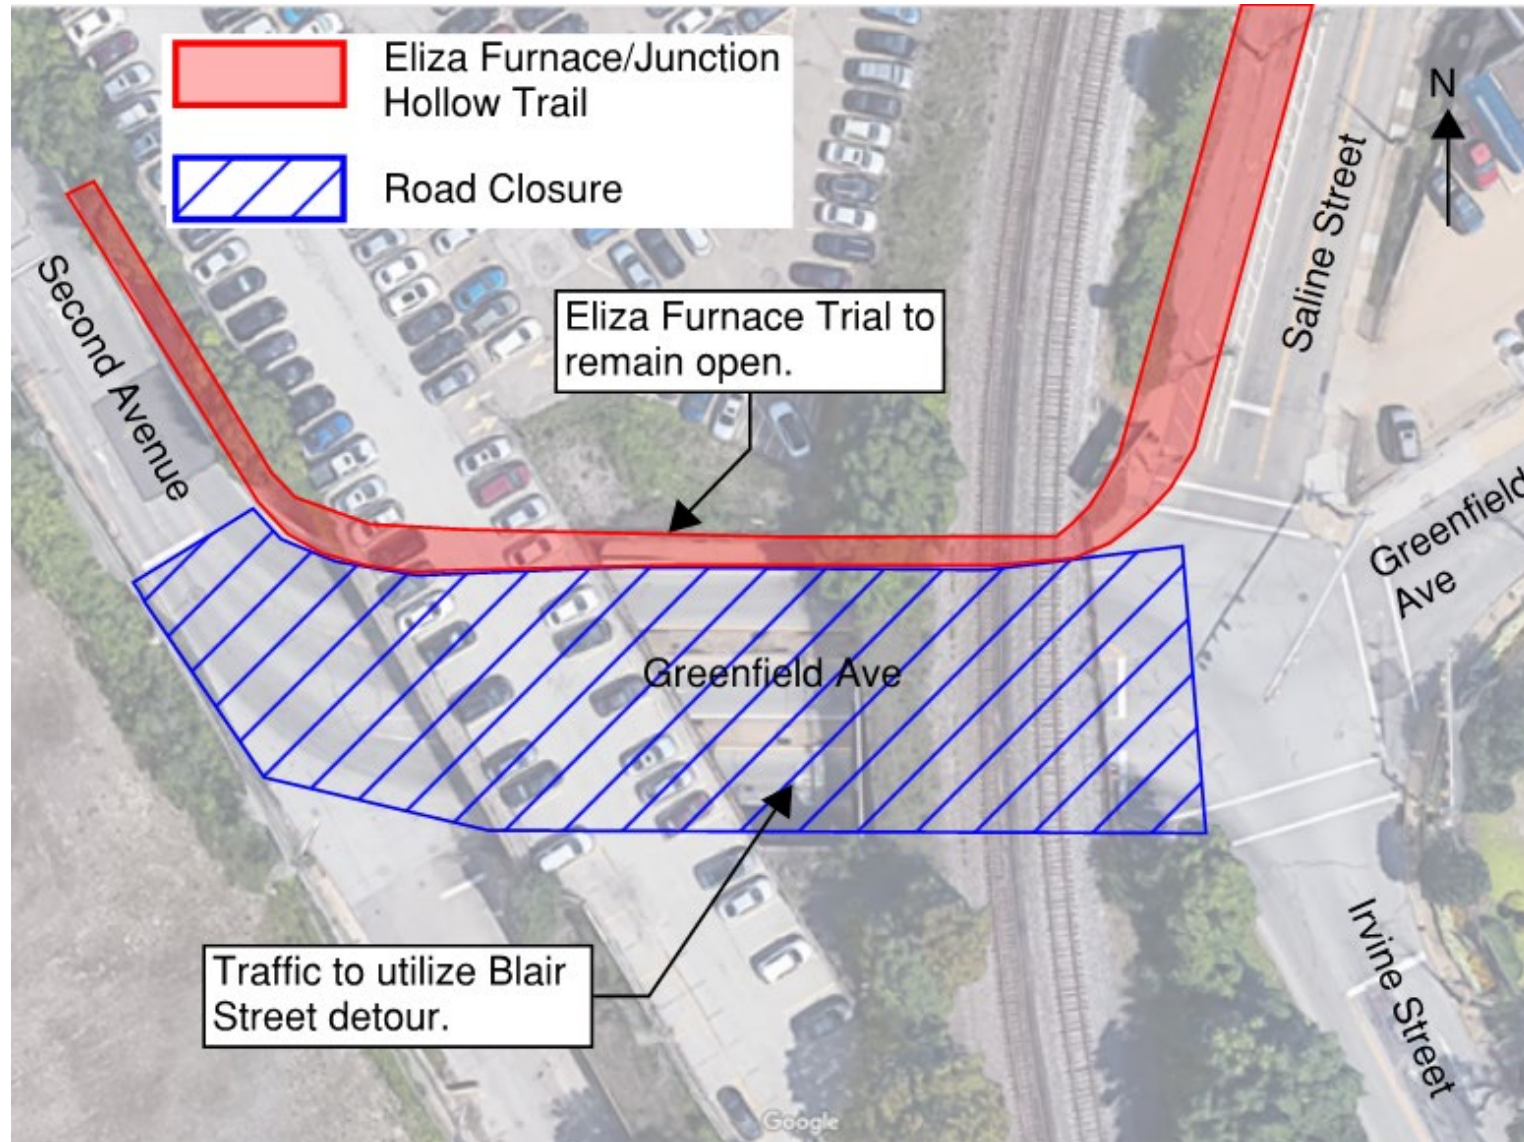 Eliza Furnace/Junction
Hollow Trail
Road Closure
N
Second Avenue
Eliza Furnace Trial to
remain open.
Saline Street
Greenfield
Ave
Greenfield Ave
Traffic to utilize Blair
Street detour.
Irvine Street
Google